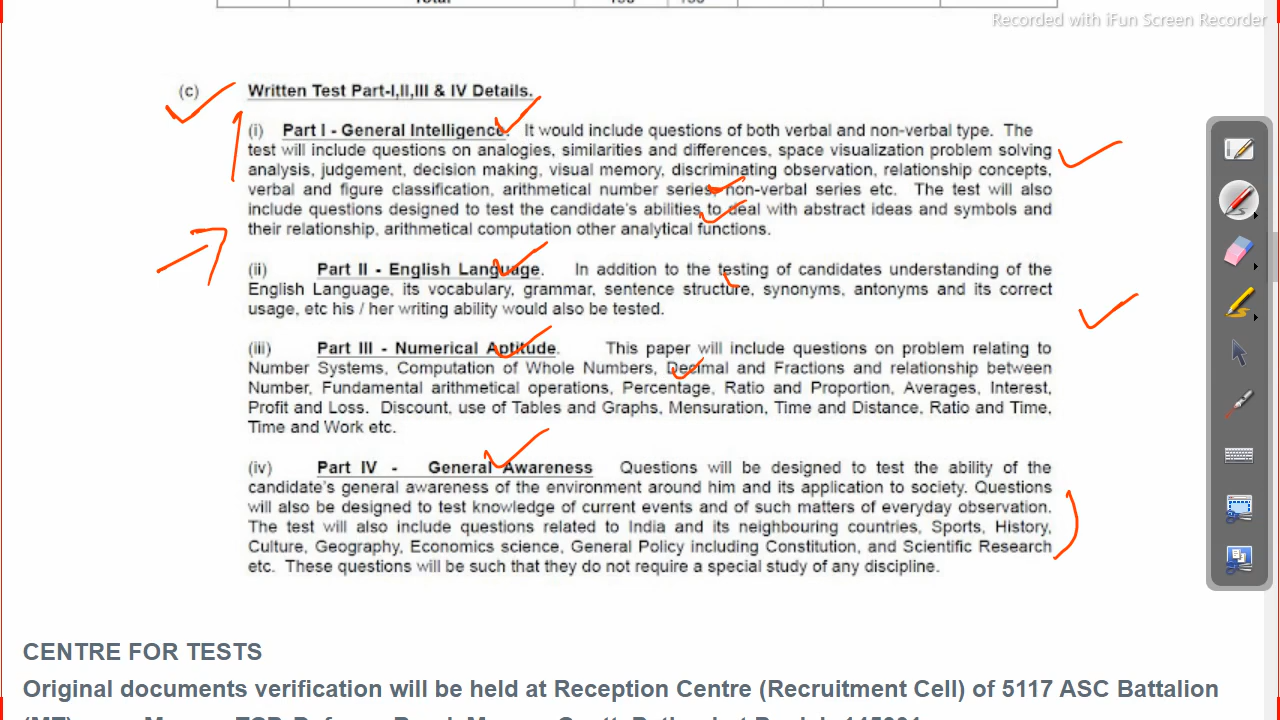 Total
Recorded with iFun Screen Recorder
(c) Written Test Part-I,II,III & IV Details.
(i) Part I - General Intelligence. It would include questions of both verbal and non-verbal type. The
test will include questions on analogies, similarities and differences, space visualization problem solving
analysis, judgement, decision making, visual memory, discriminating observation, relationship concepts,
verbal and figure classification, arithmetical number series, non-verbal series etc. The test will also
include questions designed to test the candidate's abilities to deal with abstract ideas and symbols and
their relationship, arithmetical computation other analytical functions.
(ii) Part II - English Language. In addition to the testing of candidates understanding of the
English Language, its vocabulary, grammar, sentence structure, synonyms, antonyms and its correct
usage, etc his / her writing ability would also be tested.
(iii) Part III - Numerical Aptitude. This paper will include questions on problem relating to
Number Systems, Computation of Whole Numbers, Decimal and Fractions and relationship between
Number, Fundamental arithmetical operations, Percentage, Ratio and Proportion, Averages, Interest,
Profit and Loss. Discount, use of Tables and Graphs, Mensuration, Time and Distance, Ratio and Time,
Time and Work etc.
(iv) Part IV - General Awareness Questions will be designed to test the ability of the
candidate's general awareness of the environment around him and its application to society. Questions
will also be designed to test knowledge of current events and of such matters of everyday observation.
The test will also include questions related to India and its neighbouring countries, Sports, History,
Culture, Geography, Economics science, General Policy including Constitution, and Scientific Research
etc. These questions will be such that they do not require a special study of any discipline.
CENTRE FOR TESTS
Original documents verification will be held at Reception Centre (Recruitment Cell) of 5117 ASC Battalion